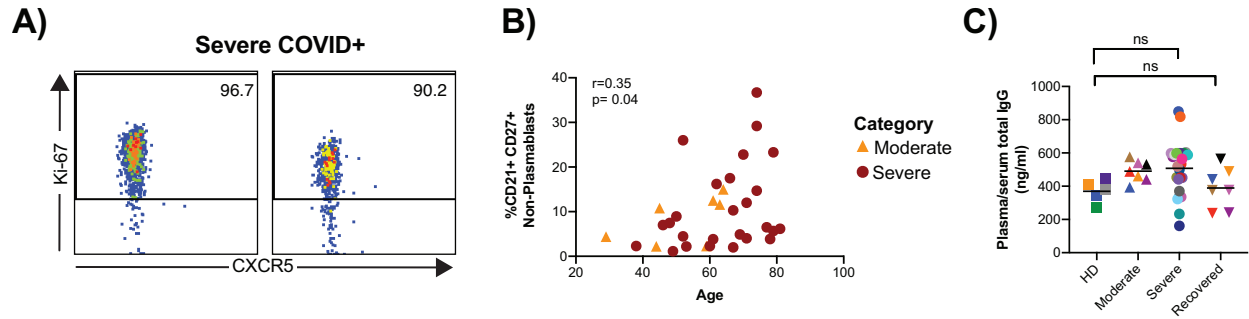 A)
Severe COVID+
96.7
90.2
Ki-67
CXCR5
B)
r=0.35
p= 0.04
%CD21+ CD27+
Non-Plasmablasts
40
30
20
10
0
20
40
60
80
100
Age
Category
Moderate
Severe
C)
ns
ns
Plasma/serum total IgG
(ng/ml)
1000
800
600
400
200
0
HD
Moderate
Severe
Recovered